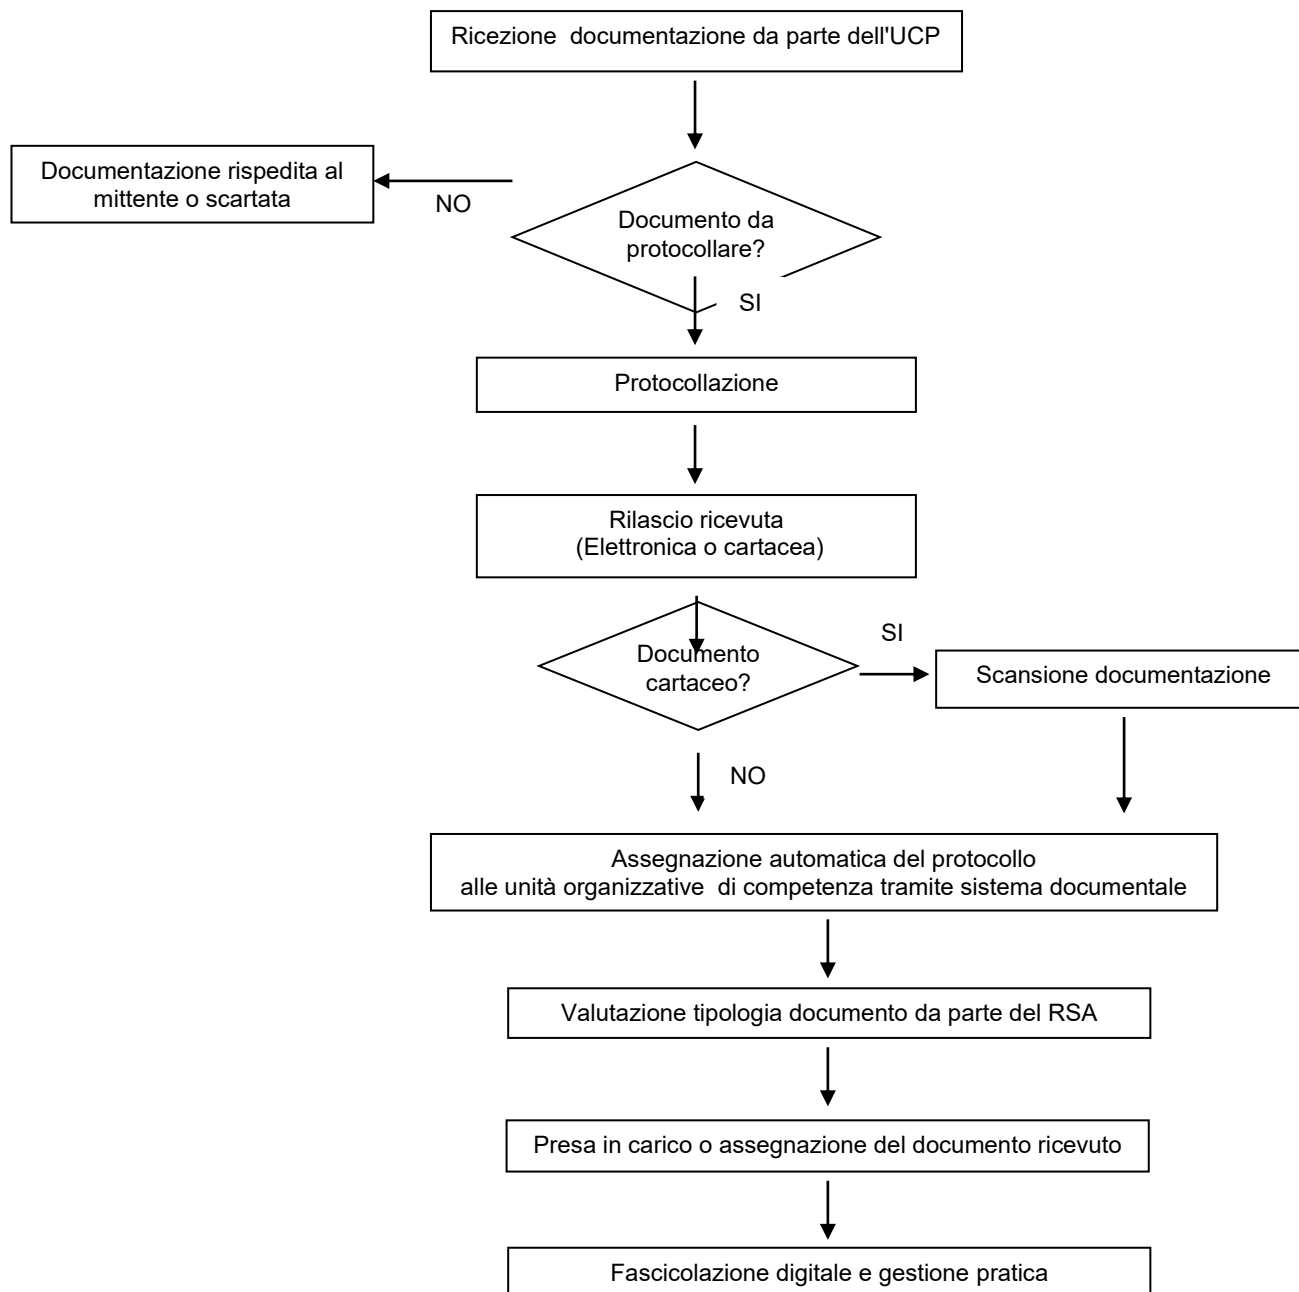 Ricezione  documentazione da parte dell'UCP
Documentazione rispedita al
mittente o scartata
NO
Documento da
protocollare?
SI
Protocollazione
Rilascio ricevuta
(Elettronica o cartacea)
SI
Documento
cartaceo?
Scansione documentazione
NO
Assegnazione automatica del protocollo
alle unità organizzative  di competenza tramite sistema documentale
Valutazione tipologia documento da parte del RSA
Presa in carico o assegnazione del documento ricevuto
Fascicolazione digitale e gestione pratica